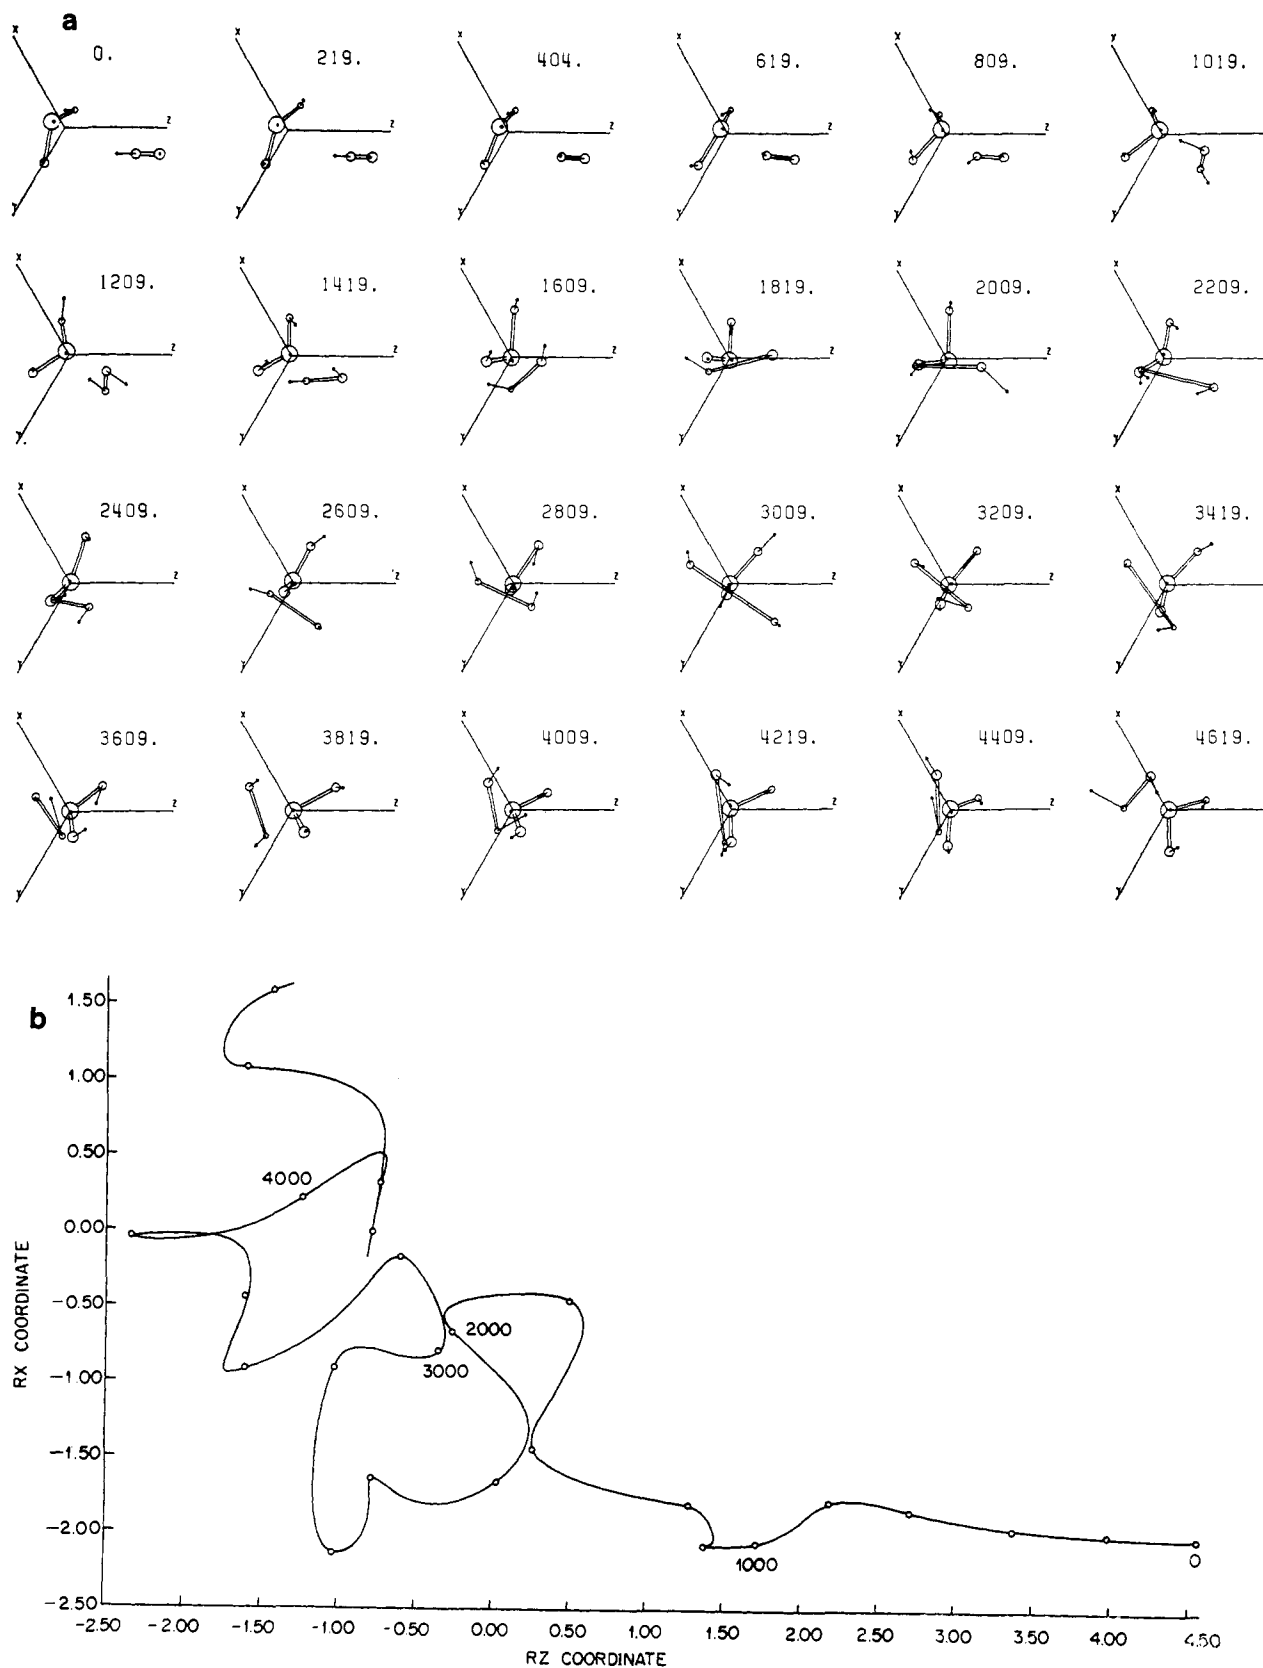 a
0. 219. 404. 619. 809. 1019.
X X X X X Y
Z Z Z Z Z
Y Y Y Y Y Y
1209. 1419. 1609. 1819. 2009. 2209.
X X X X X X
Z Z
Y. Y Y Y Y Y
2409. 2609. 2809. 3009. 3209. 3419.
X X X X X X
Z 'Z
Y Y Y Y Y Y
3609. 3819. 4009. 4219. 4409. 4619.
X X X X X X
Z Z
Y Y Y Y Y Y
b
1.50
1.00
0.50
4000
0.00
-0.50
2000
3000
-1.00
-1.50
-2.00
1000
0
-2.50
-2.50 -2.00 -1.50 -1.00 -0.50 0.00 0.50 1.00 1.50 2.00 2.50 3.00 3.50 4.00 4.50
RX COORDINATE
RZ COORDINATE